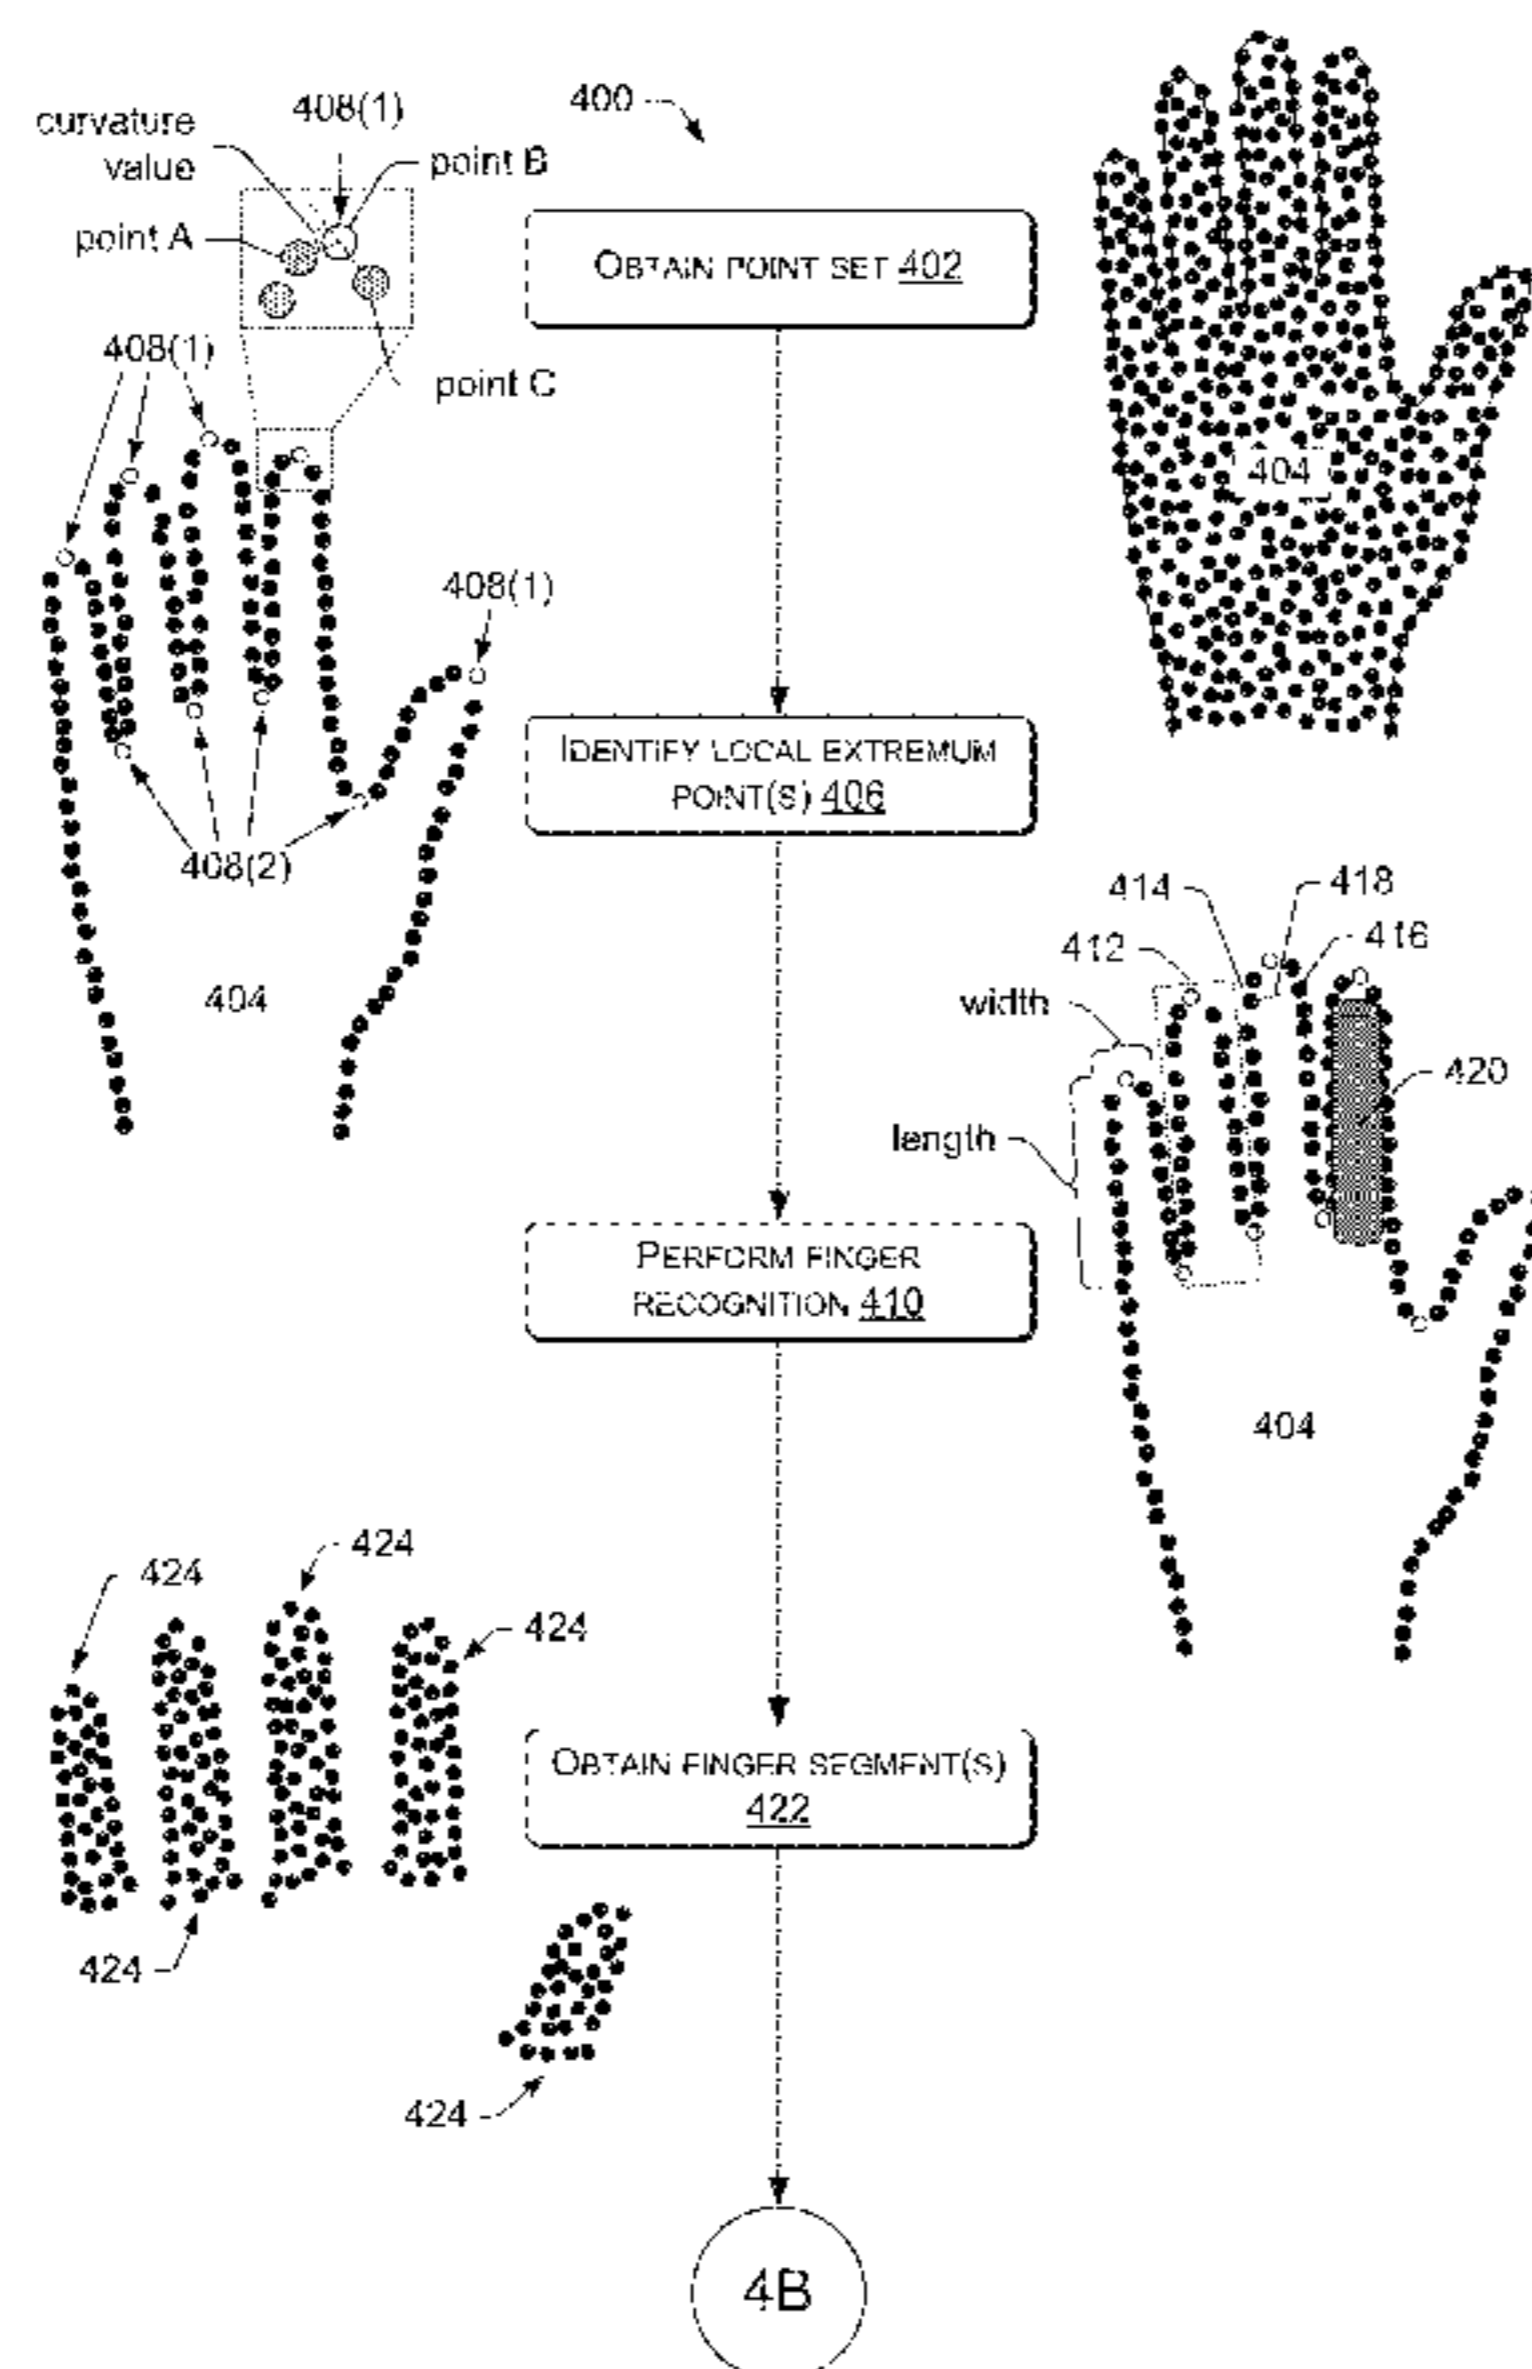 400
curvature
value
408(1)
point B
point A
point C
OBTAIN POINT SET 402
404
408(1)
408(1)
408(2)
404
IDENTIFY LOCAL EXTREMUM
POINT(S) 406
414
418
412
416
width
420
length
404
PERFORM FINGER
RECOGNITION 410
424
424
424
424
424
OBTAIN FINGER SEGMENT(S)
422
4B